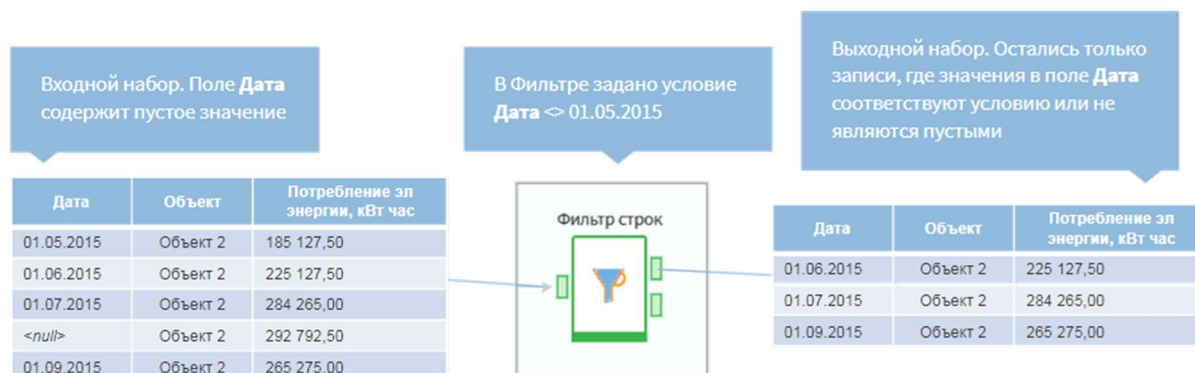 Входной набор. Поле Дата
содержит пустое значение
В Фильтре задано условие
Дата <> 01.05.2015
Выходной набор. Остались только
записи, где значения в поле Дата
соответствуют условию или не
являются пустыми
Дата Объект Потребление эл
энергии, кВт час
01.05.2015 Объект 2 185 127,50
01.06.2015 Объект 2 225 127,50
01.07.2015 Объект 2 284 265,00
<null> Объект 2 292 792,50
01.09.2015 Объект 2 265 275,00
Фильтр строк
Дата Объект Потребление эл
энергии, кВт час
01.06.2015 Объект 2 225 127,50
01.07.2015 Объект 2 284 265,00
01.09.2015 Объект 2 265 275,00